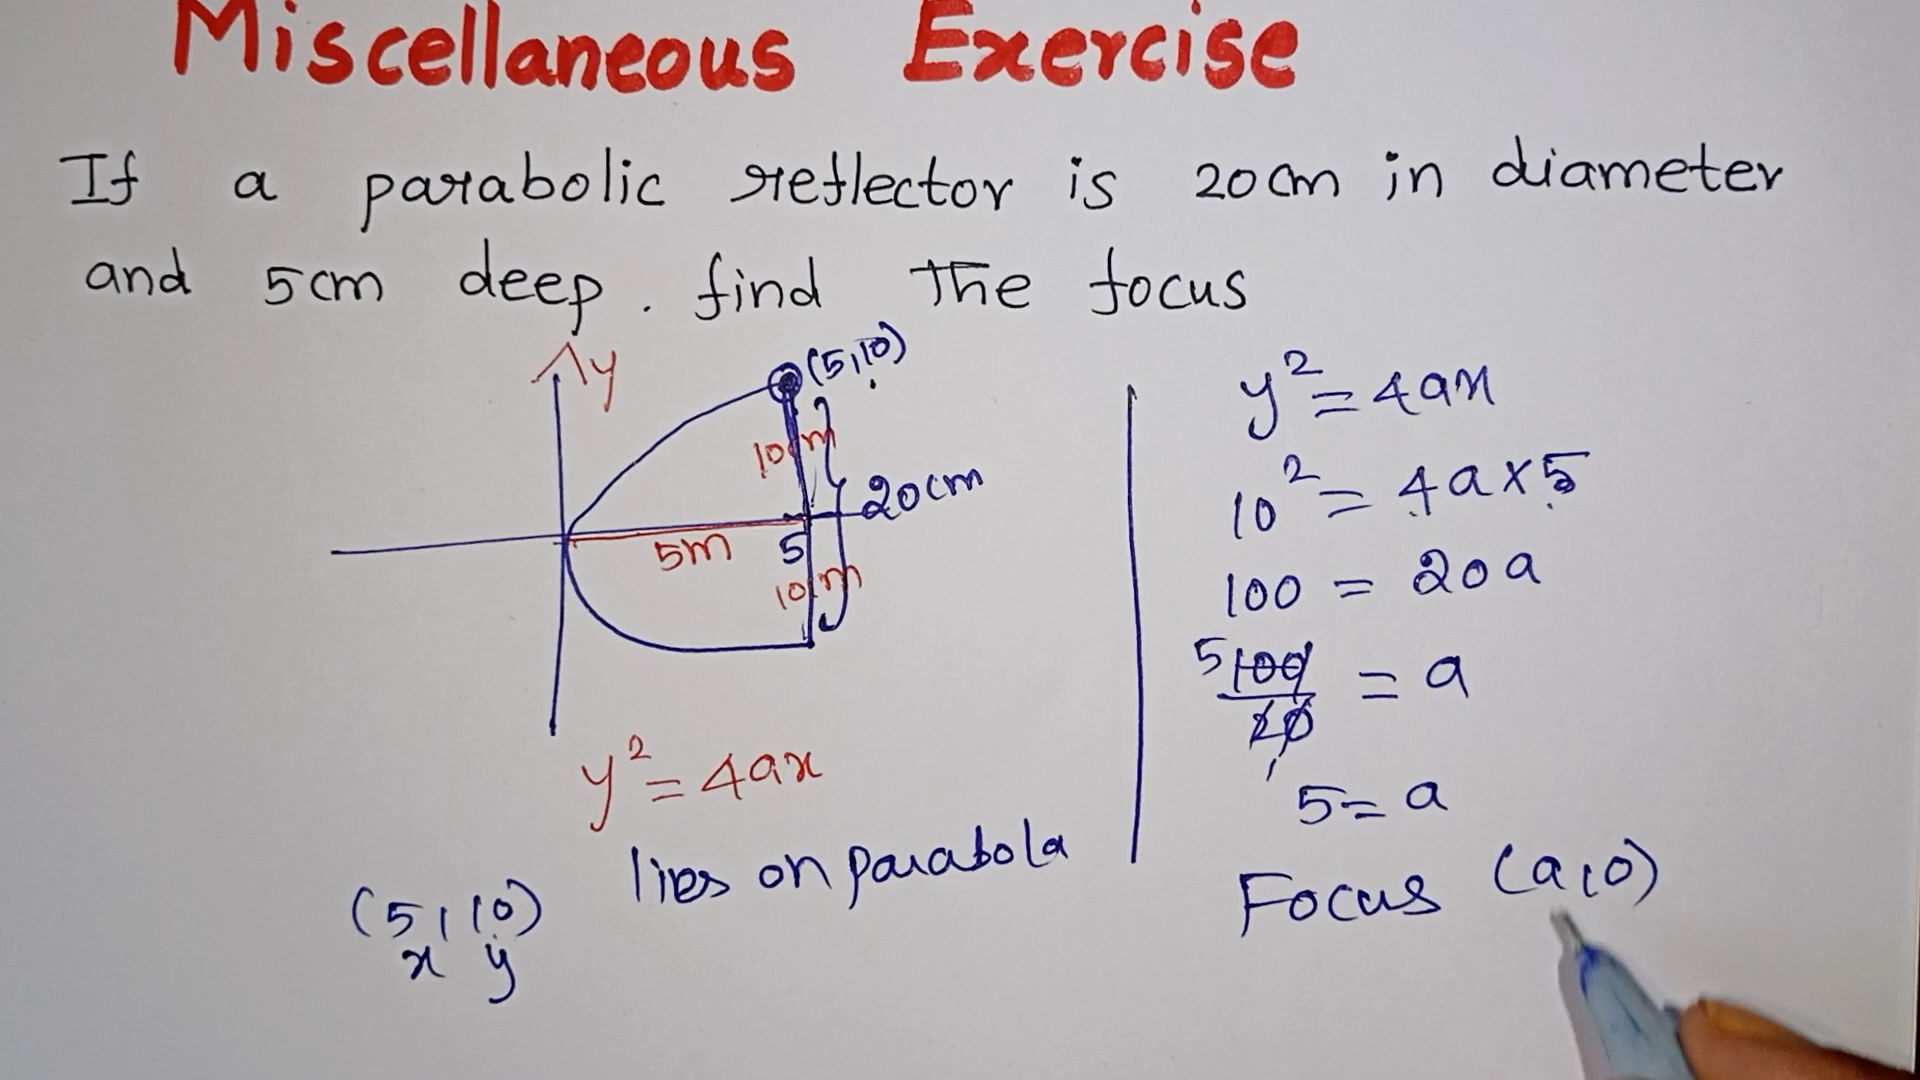 Miscellaneous Exercise
If a parabolic reflector is 20cm in diameter
and 5cm deep. find the focus
y
(5,10)
10cm
20cm
5m 5
10cm
y² = 4ax
(5,10) lies on parabola
x y
y² = 4ax
10² = 4a×5
100 = 20a
5 100/20 1 = a
5 = a
Focus (a,0)